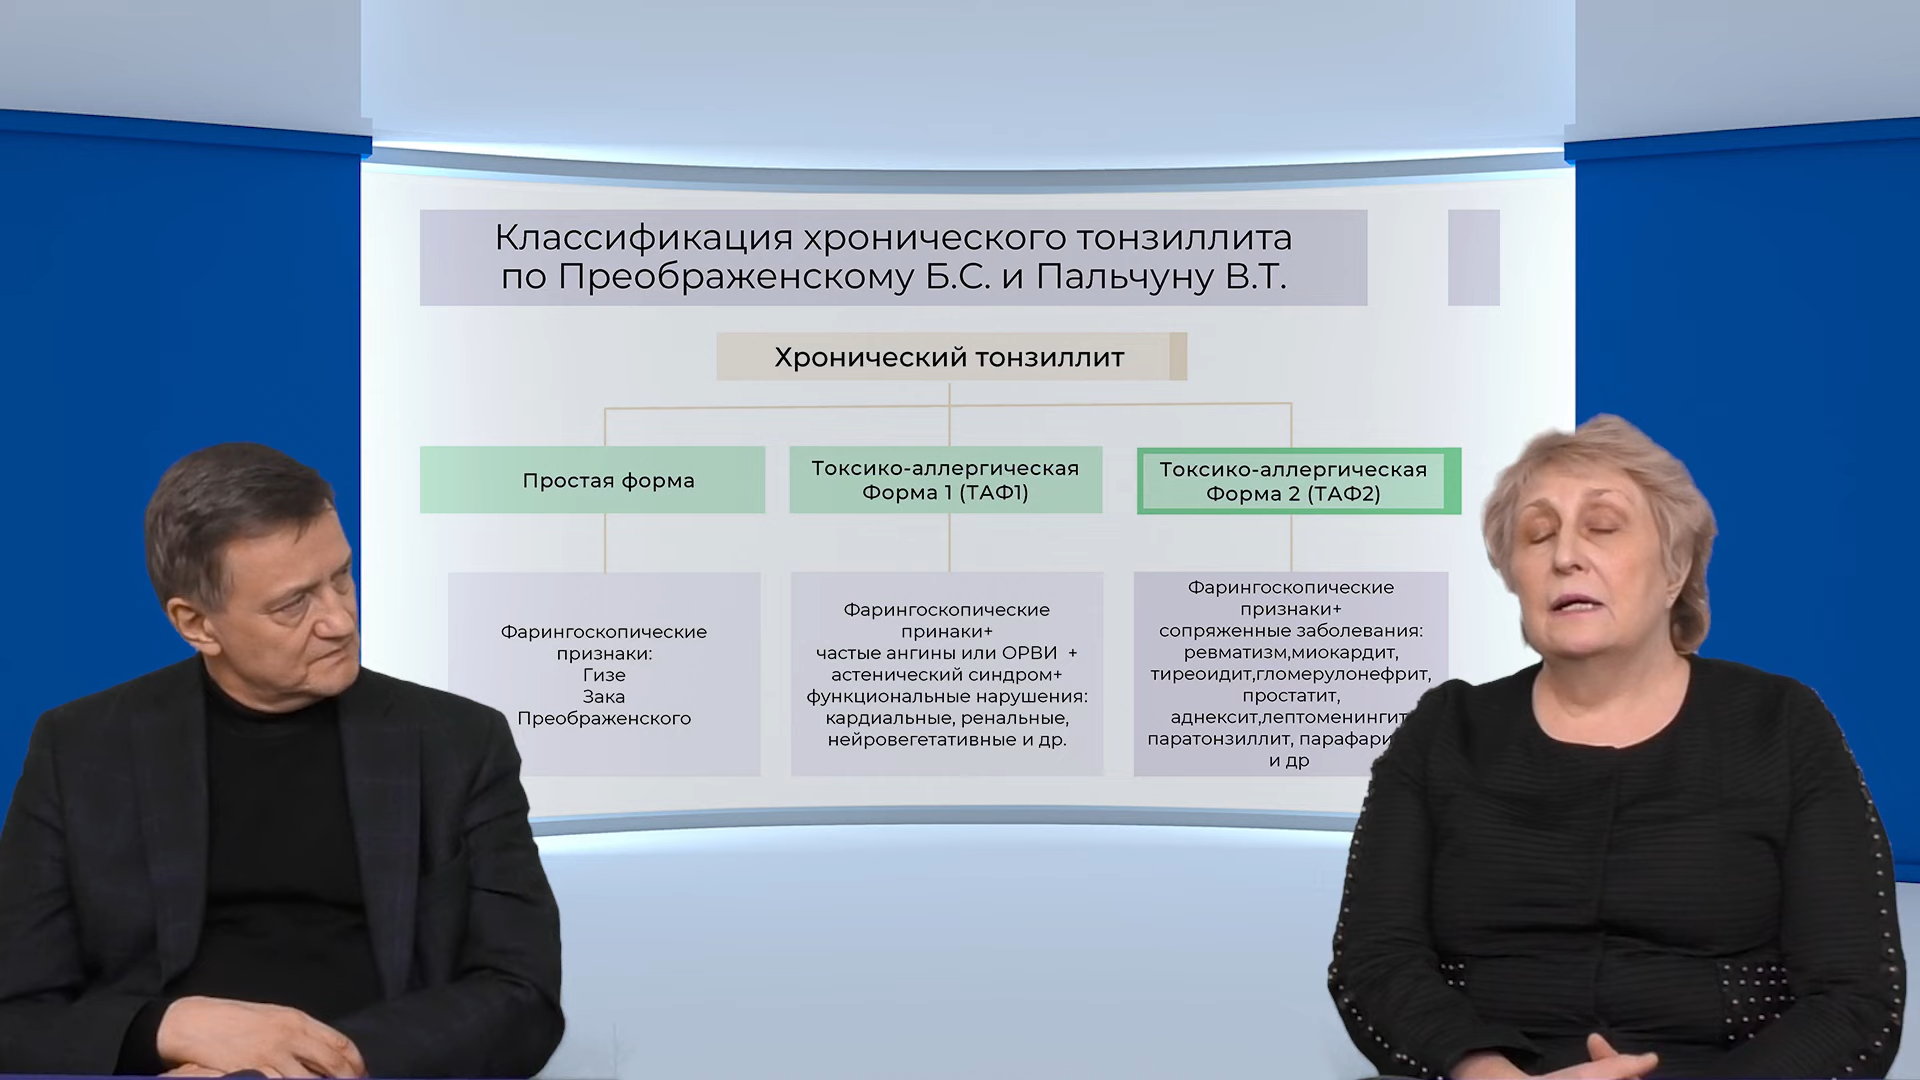 Классификация хронического тонзиллита
по Преображенскому Б.С. и Пальчуну В.Т.
Хронический тонзиллит
Простая форма
Токсико-аллергическая
Форма 1 (ТАФ1)
Токсико-аллергическая
Форма 2 (ТАФ2)
Фарингоскопические
признаки:
Гизе
Зака
Преображенского
Фарингоскопические
принаки+
частые ангины или ОРВИ +
астенический синдром+
функциональные нарушения:
кардиальные, ренальные,
нейровегетативные и др.
Фарингоскопические
признаки+
сопряженные заболевания:
ревматизм,миокардит,
тиреоидит,гломерулонефрит,
простатит,
аднексит,лептоменингит
паратонзиллит,
и др